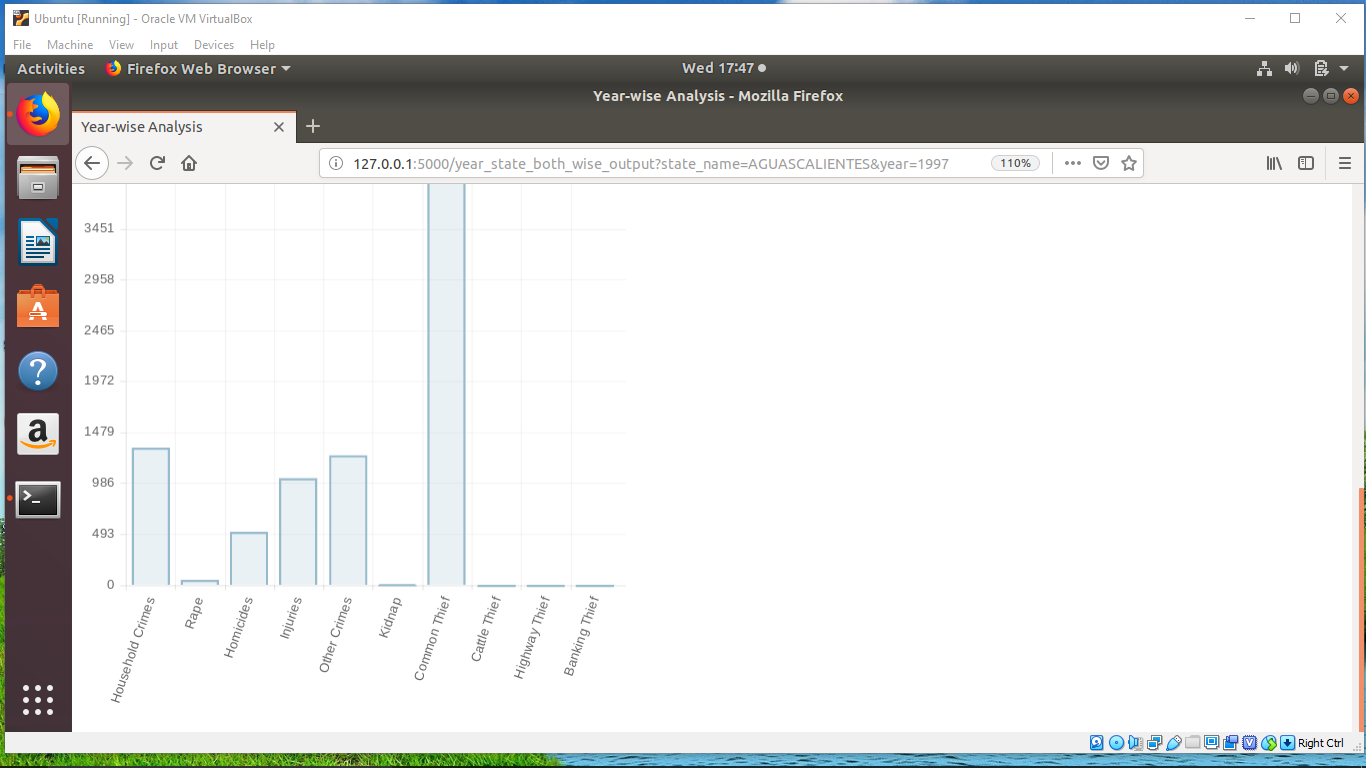 Ubuntu [Running] - Oracle VM VirtualBox
File Machine View Input Devices Help
Activities Firefox Web Browser Wed 17:47
Year-wise Analysis - Mozilla Firefox
Year-wise Analysis
127.0.0.1:5000/year_state_both_wise_output?state_name=AGUASCALIENTES&year=1997 110%
3451
2958
2465
1972
1479
986
493
0
Household Crimes
Rape
Homicides
Injuries
Other Crimes
Kidnap
Common Thief
Cattle Thief
Highway Thief
Banking Thief
Right Ctrl